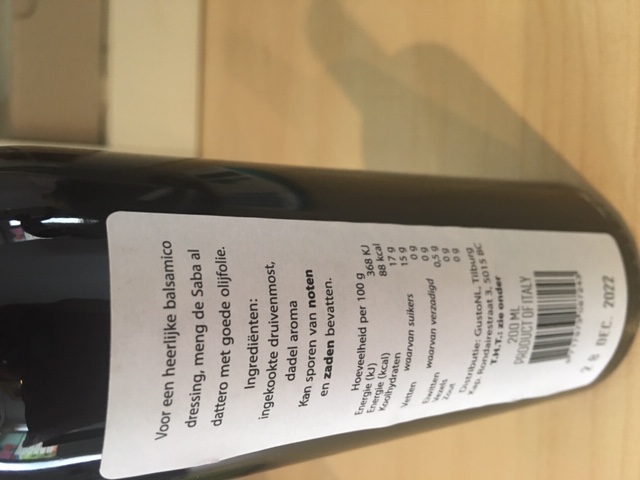 Voor een heerlijke balsamico
dressing, meng de Saba al
dattero met goede olijfolie.
Ingrediënten:
ingekookte druivenmost,
dadel aroma
Kan sporen van noten
en zaden bevatten.
Hoeveelheid per 100 g
Energie (kJ) 368 KJ
Energie (kcal) 88 kcal
Koolhydraten 17 g
waarvan suikers 15 g
Vetten 0 g
waarvan verzadigd 0 g
Eiwitten 0,5 g
Vezels 0 g
Zout 0 g
Distributie: GustoNL, Tilburg
Kap. Rondairestraat 3, 5015 BC
T.H.T.: zie onder
200 ML
PRODUCT OF ITALY
28 DEC. 2022